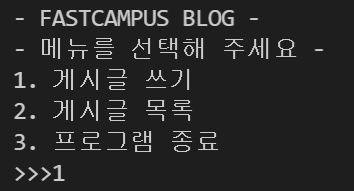 - FASTCAMPUS BLOG -
- 메뉴를 선택해 주세요 -
1. 게시글 쓰기
2. 게시글 목록
3. 프로그램 종료
>>>1